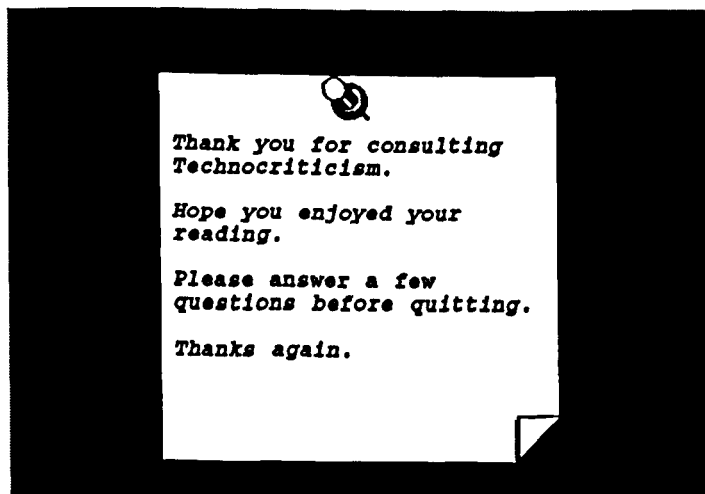 Thank you for consulting
Technocriticism.
Hope you enjoyed your
reading.
Please answer a few
questions before quitting.
Thanks again.